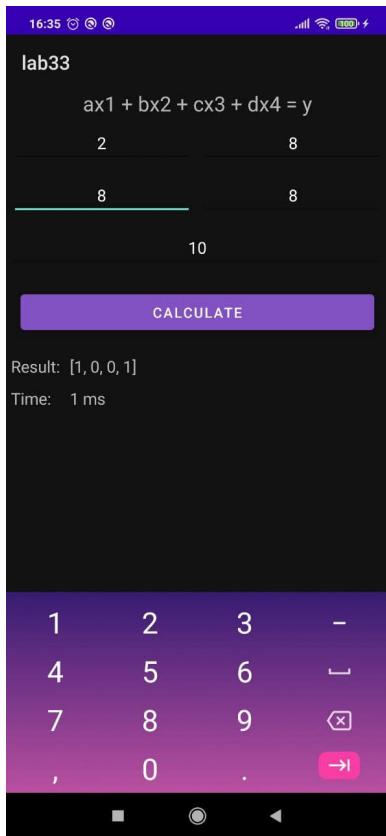 16:35 100
lab33
ax1 + bx2 + cx3 + dx4 = y
2 8
8 8
10
CALCULATE
Result: [1, 0, 0, 1]
Time: 1 ms
1 2 3 –
4 5 6
7 8 9
, 0 .